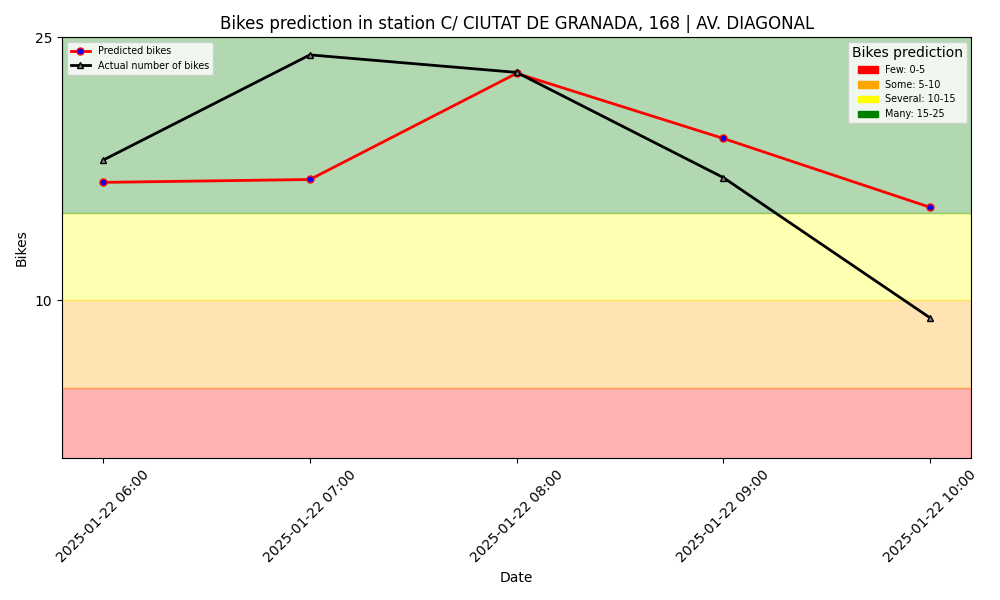 Bikes prediction in station C/ CIUTAT DE GRANADA, 168 | AV. DIAGONAL
25
10
Bikes
Predicted bikes
Actual number of bikes
Bikes prediction
Few: 0-5
Some: 5-10
Several: 10-15
Many: 15-25
2025-01-22 06:00
2025-01-22 07:00
2025-01-22 08:00
2025-01-22 09:00
2025-01-22 10:00
Date